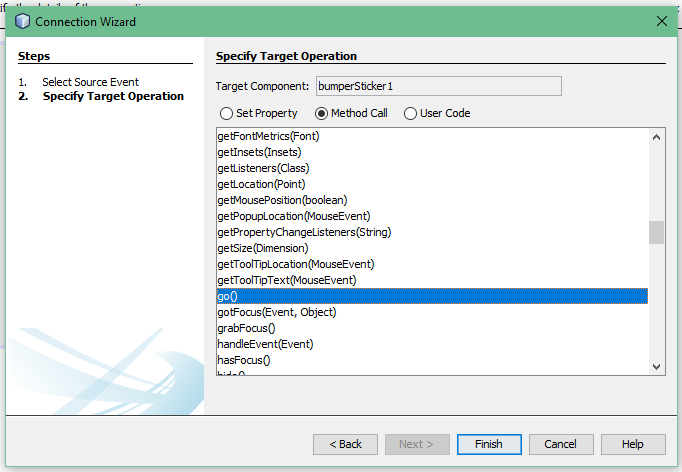 Connection Wizard
Steps
1. Select Source Event
2. Specify Target Operation
Specify Target Operation
Target Component: bumperSticker1
Set Property Method Call User Code
getFontMetrics(Font)
getInsets(Insets)
getListeners(Class)
getLocation(Point)
getMousePosition(boolean)
getPopupLocation(MouseEvent)
getPropertyChangeListeners(String)
getSize(Dimension)
getToolTipLocation(MouseEvent)
getToolTipText(MouseEvent)
go()
gotFocus(Event, Object)
grabFocus()
handleEvent(Event)
hasFocus()
< Back Next > Finish Cancel Help